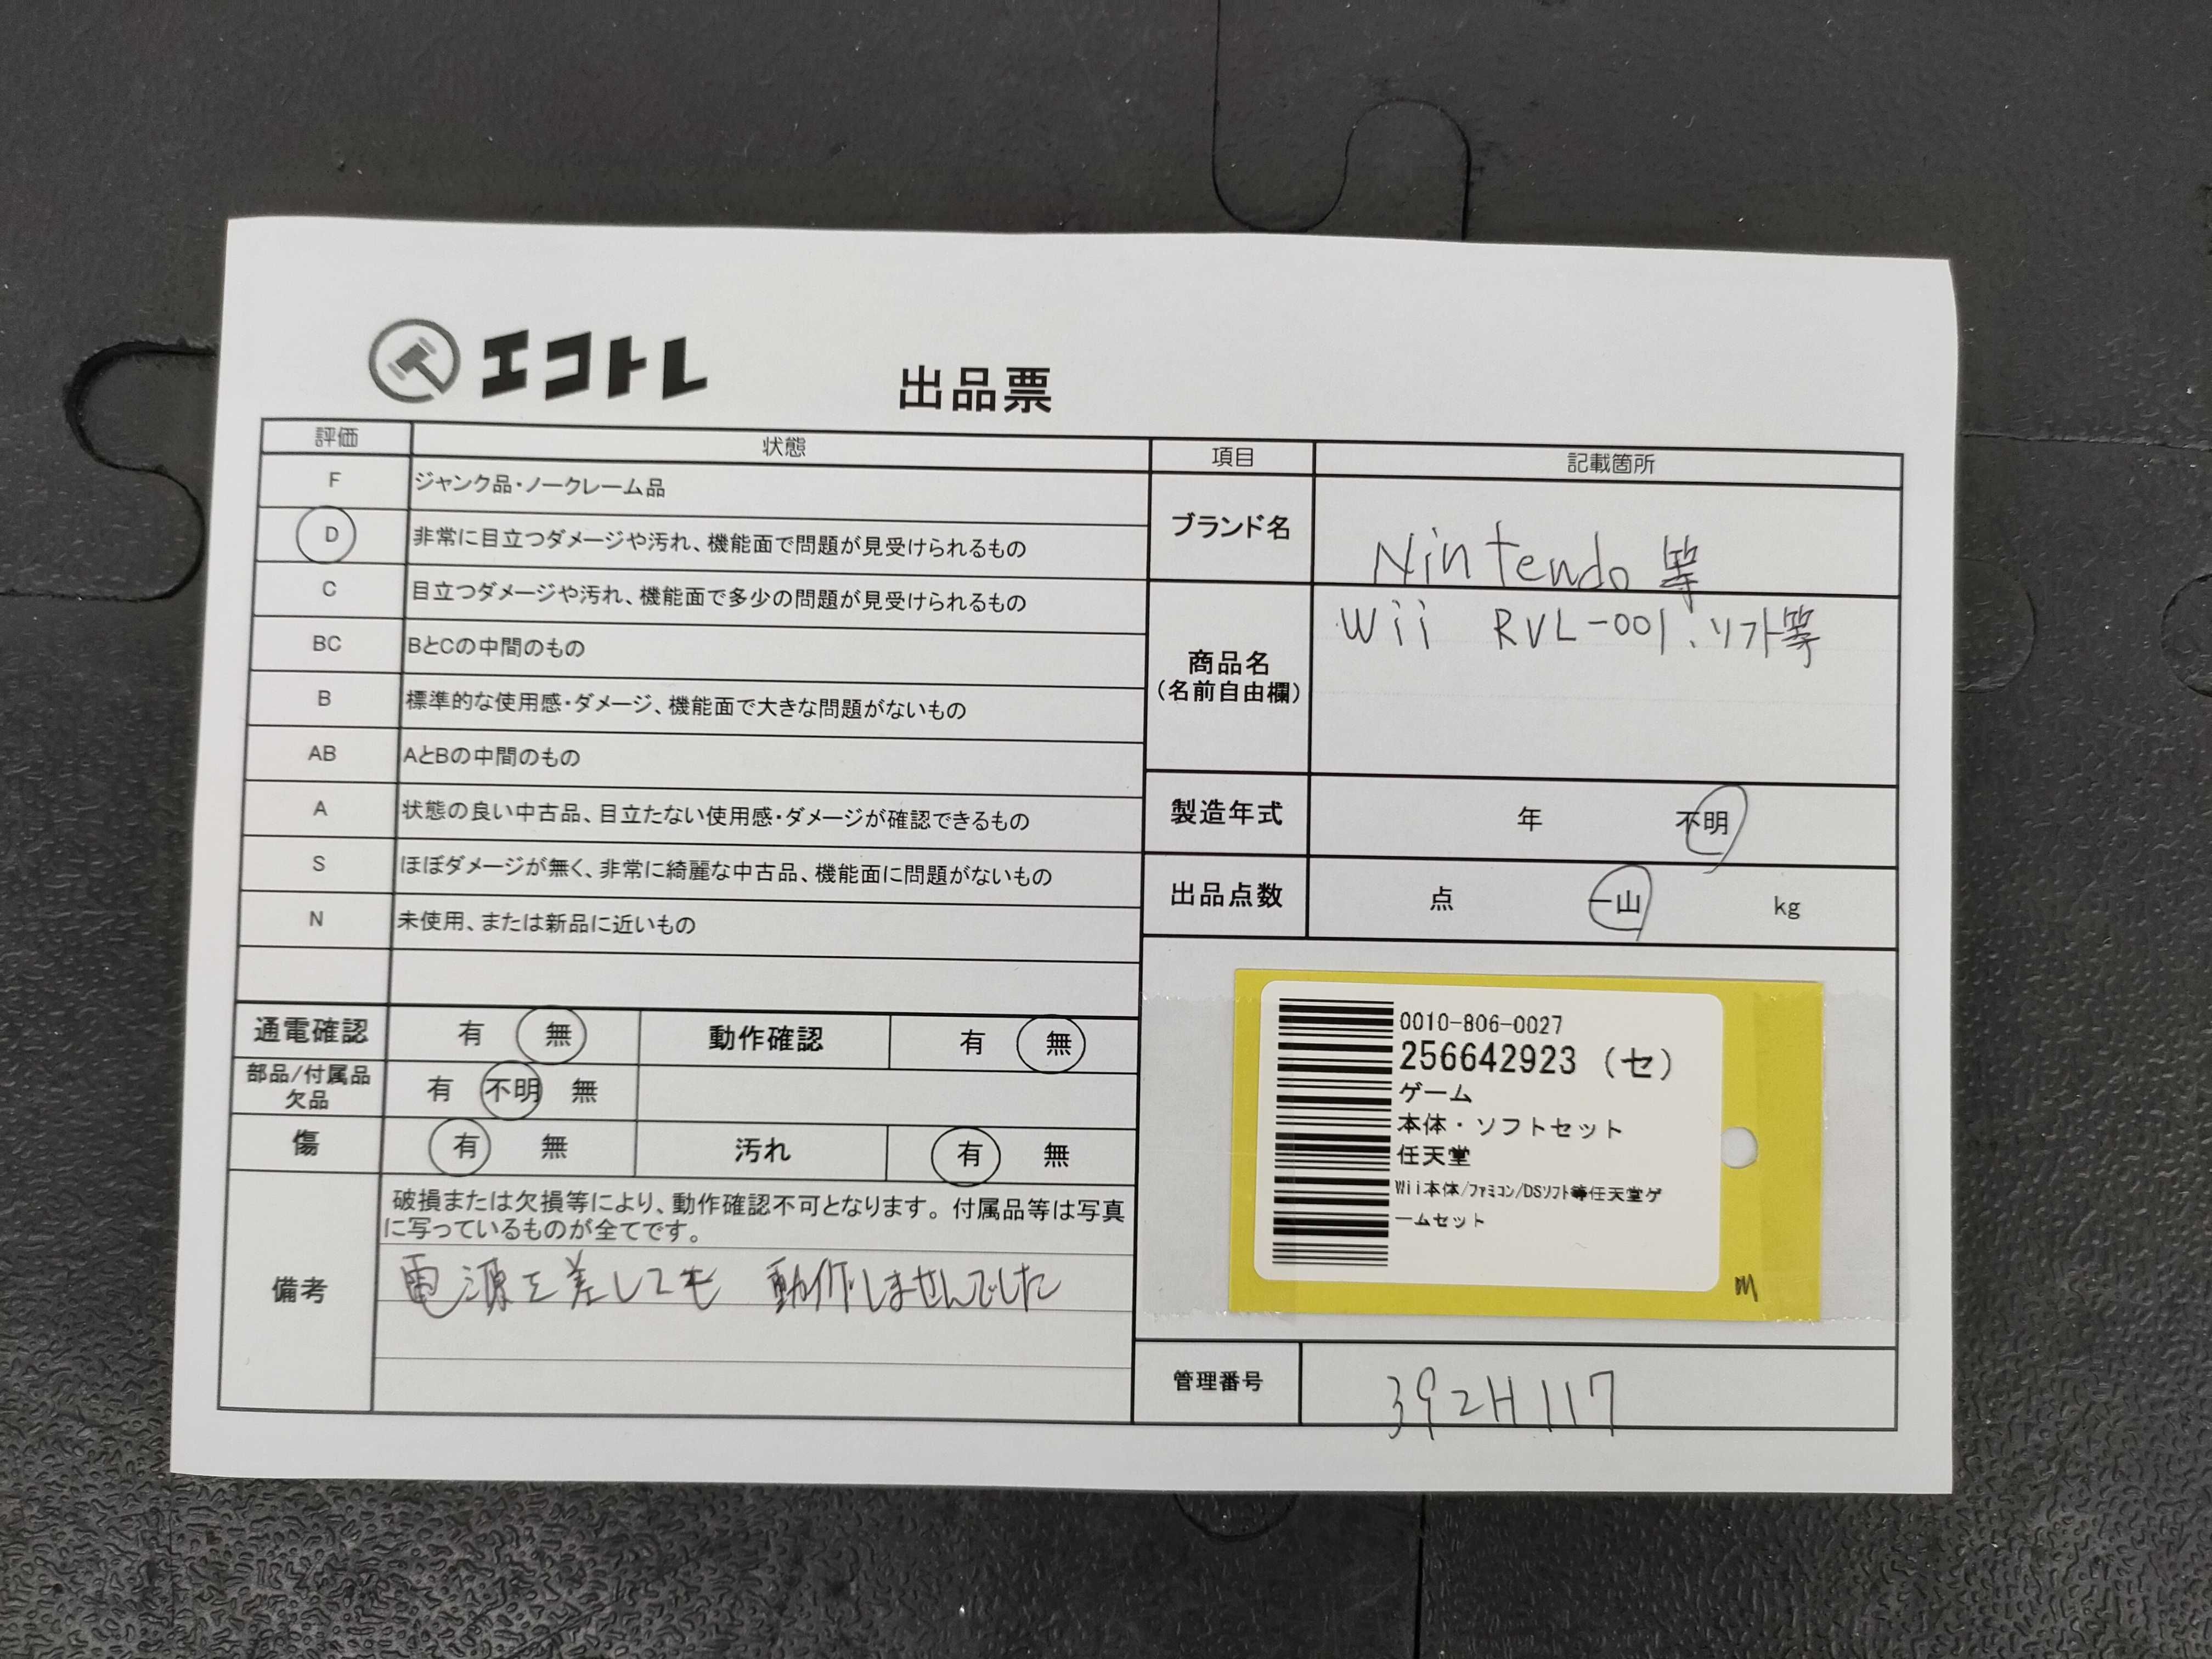 エコトレ
出品票
評価 状態
F ジャンク品・ノークレーム品
D 非常に目立つダメージや汚れ、機能面で問題が見受けられるもの
C 目立つダメージや汚れ、機能面で多少の問題が見受けられるもの
BC BとCの中間のもの
B 標準的な使用感・ダメージ、機能面で大きな問題がないもの
AB AとBの中間のもの
A 状態の良い中古品、目立たない使用感・ダメージが確認できるもの
S ほぼダメージが無く、非常に綺麗な中古品、機能面に問題がないもの
N 未使用、または新品に近いもの
通電確認 有 無 動作確認 有 無
部品/付属品
欠品 有 不明 無
傷 有 無 汚れ 有 無
備考
破損または欠損等により、動作確認不可となります。付属品等は写真
に写っているものが全てです。
電源を差しても 動作しませんでした
項目 記載箇所
ブランド名 Nintendo 等
商品名
(名前自由欄)
Wii RVL-001、ソフト等
製造年式 年 不明
出品点数 点 一山 kg
0010-806-0027
256642923 (セ)
ゲーム
本体・ソフトセット
任天堂
Wii本体/ファミコン/DSソフト等任天堂ゲ
ームセット
m
管理番号 392H117